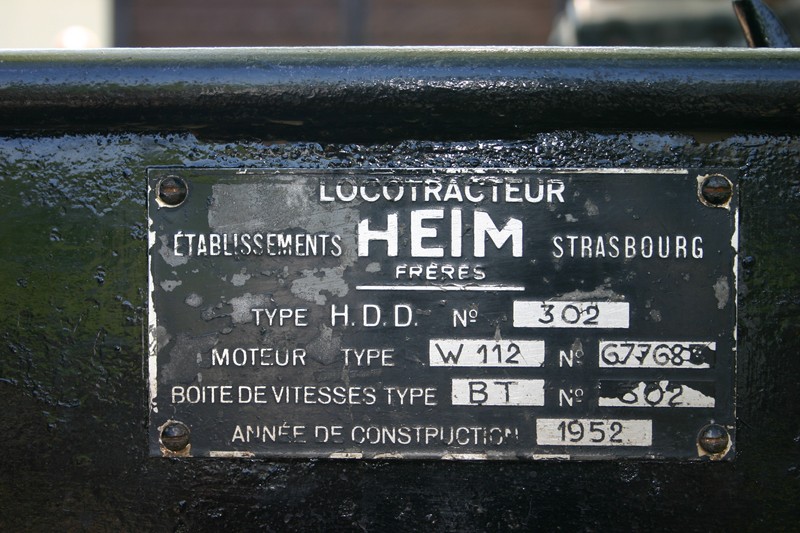 LOCOTRACTEUR
ÉTABLISSEMENTS HEIM STRASBOURG
FRÈRES
TYPE H.D.D. Nº 302
MOTEUR TYPE W 112 Nº
BOITE DE VITESSES TYPE BT Nº 302
ANNÉE DE CONSTRUCTION 1952